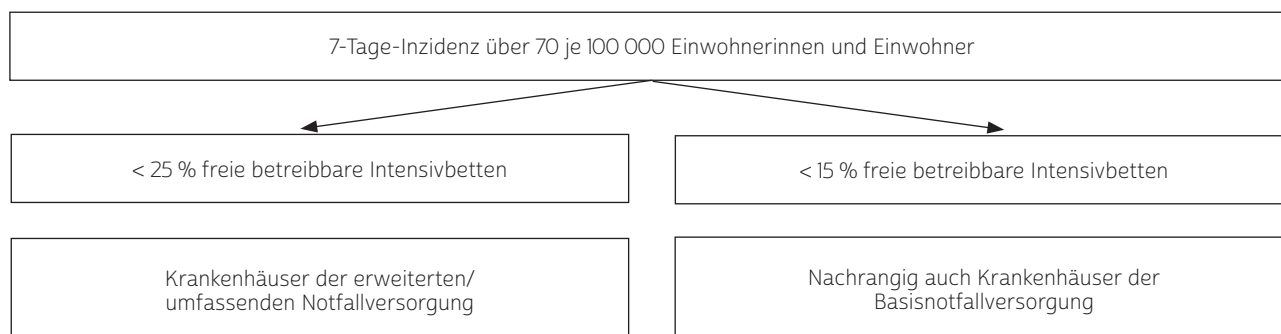 7-Tage-Inzidenz über 70 je 100 000 Einwohnerinnen und Einwohner
< 25 % freie betreibbare Intensivbetten
< 15 % freie betreibbare Intensivbetten
Krankenhäuser der erweiterten/
umfassenden Notfallversorgung
Nachrangig auch Krankenhäuser der
Basisnotfallversorgung